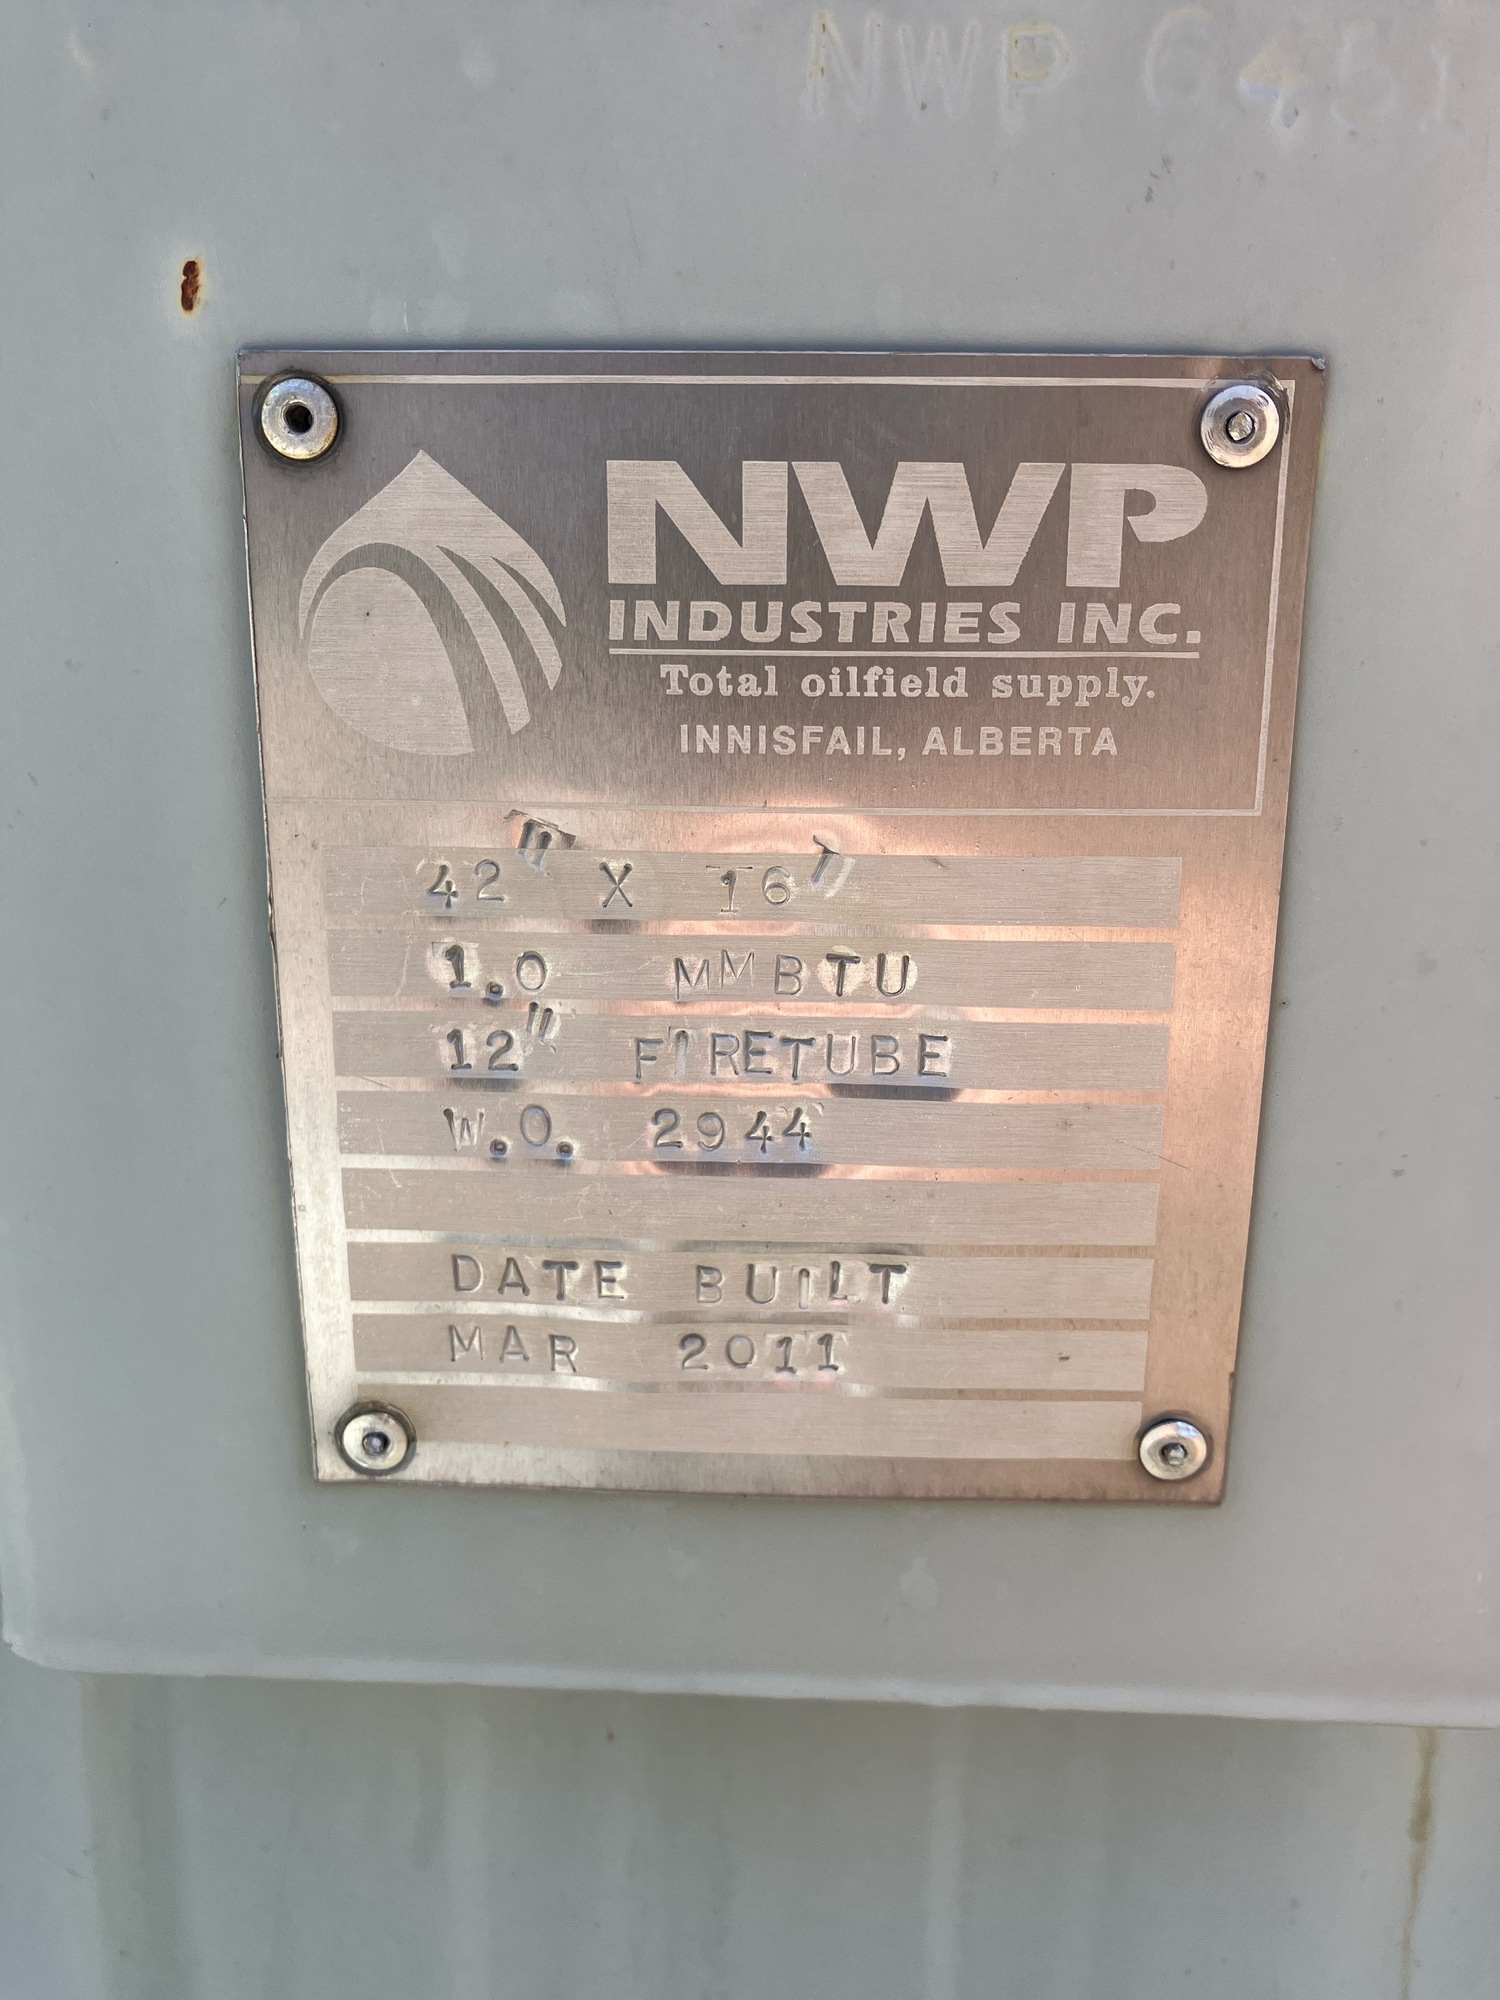 NWP 6451
NWP
INDUSTRIES INC.
Total oilfield supply.
INNISFAIL, ALBERTA
42" X 16'
1.0 MMBTU
12" FIRETUBE
W.O. 2944
DATE BUILT
MAR 2011